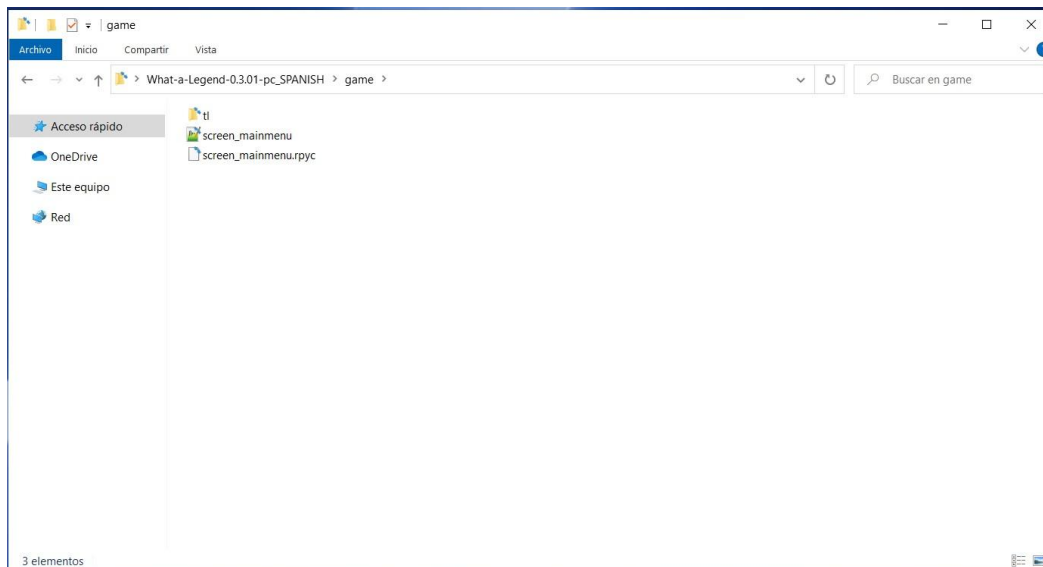 game
Archivo Inicio Compartir Vista
What-a-Legend-0.3.01-pc_SPANISH > game >
Buscar en game
Acceso rápido
OneDrive
Este equipo
Red
tl
screen_mainmenu
screen_mainmenu.rpyc
3 elementos